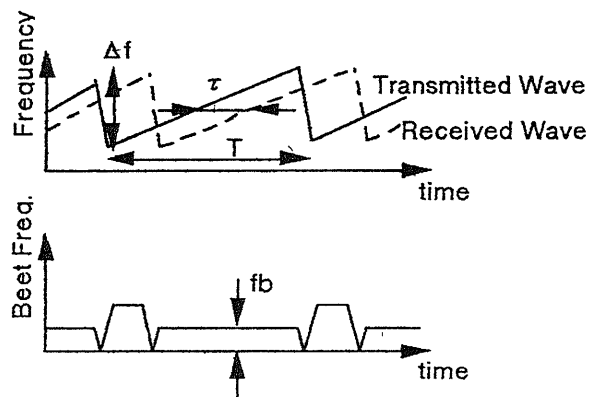 Frequency
Δf
τ
Transmitted Wave
Received Wave
T
time
Beet Freq.
fb
time